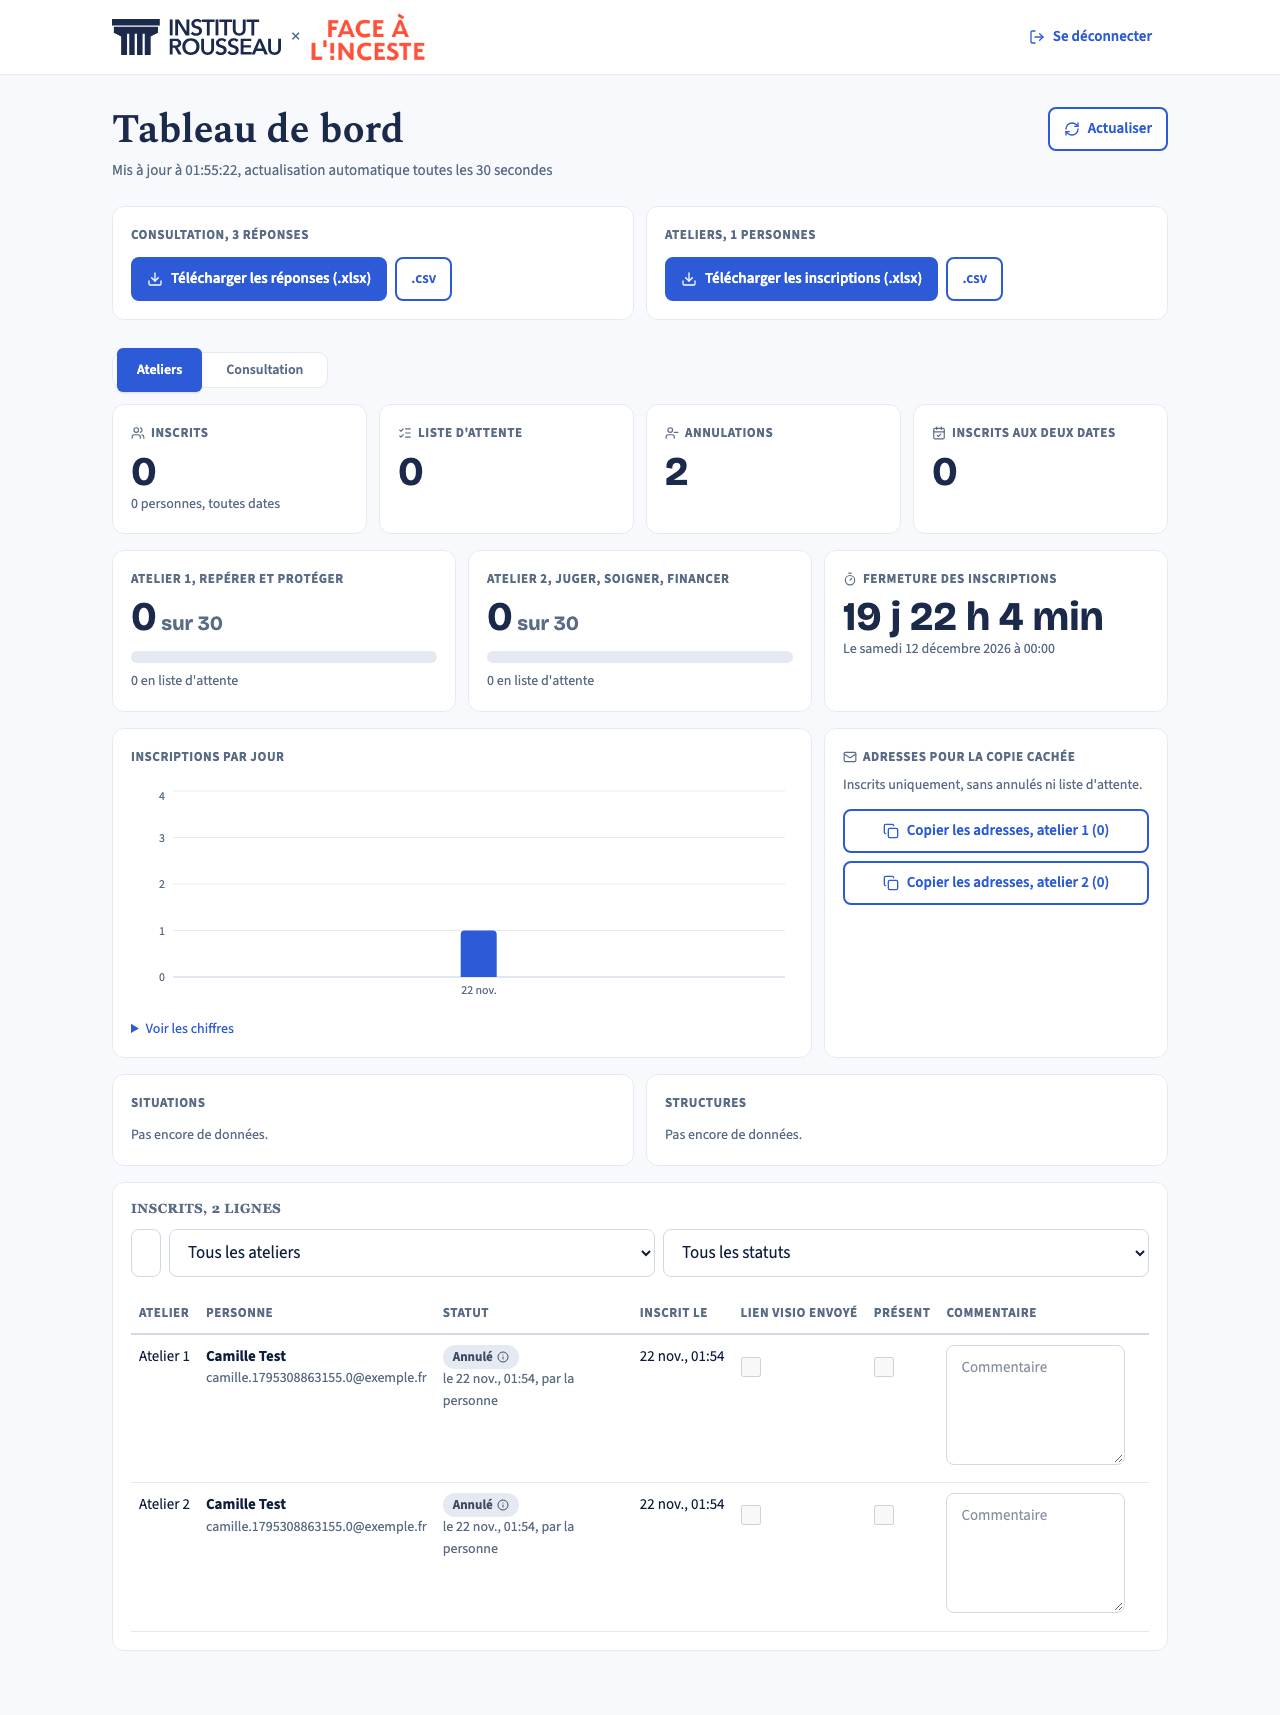 INSTITUT
ROUSSEAU
×
FACE À
L'!NCESTE
Se déconnecter
Tableau de bord
Actualiser
Mis à jour à 01:55:22, actualisation automatique toutes les 30 secondes
CONSULTATION, 3 RÉPONSES
Télécharger les réponses (.xlsx)
.csv
ATELIERS, 1 PERSONNES
Télécharger les inscriptions (.xlsx)
.csv
Ateliers
Consultation
INSCRITS
0
0 personnes, toutes dates
LISTE D'ATTENTE
0
ANNULATIONS
2
INSCRITS AUX DEUX DATES
0
ATELIER 1, REPÉRER ET PROTÉGER
0 sur 30
0 en liste d'attente
ATELIER 2, JUGER, SOIGNER, FINANCER
0 sur 30
0 en liste d'attente
FERMETURE DES INSCRIPTIONS
19 j 22 h 4 min
Le samedi 12 décembre 2026 à 00:00
INSCRIPTIONS PAR JOUR
4
3
2
1
0
22 nov.
Voir les chiffres
ADRESSES POUR LA COPIE CACHÉE
Inscrits uniquement, sans annulés ni liste d'attente.
Copier les adresses, atelier 1 (0)
Copier les adresses, atelier 2 (0)
SITUATIONS
Pas encore de données.
STRUCTURES
Pas encore de données.
INSCRITS, 2 LIGNES
Tous les ateliers
Tous les statuts
ATELIER PERSONNE STATUT INSCRIT LE LIEN VISIO ENVOYÉ PRÉSENT COMMENTAIRE
Atelier 1 Camille Test Annulé 22 nov., 01:54 Commentaire
camille.1795308863155.0@exemple.fr le 22 nov., 01:54, par la
personne
Atelier 2 Camille Test Annulé 22 nov., 01:54 Commentaire
camille.1795308863155.0@exemple.fr le 22 nov., 01:54, par la
personne